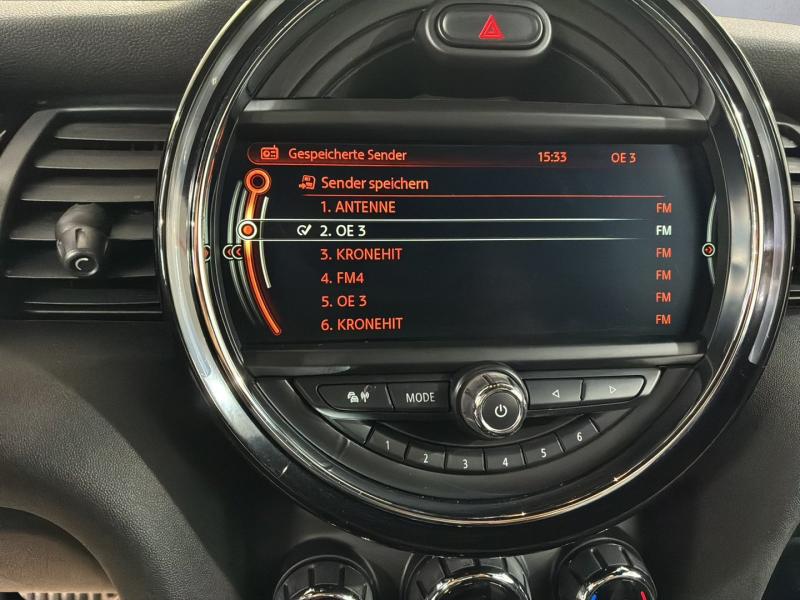 Gespeicherte Sender 15:33 OE 3
Sender speichern
1. ANTENNE FM
2. OE 3 FM
3. KRONEHIT FM
4. FM4 FM
5. OE 3 FM
6. KRONEHIT FM
MODE
1 2 3 4 5 6